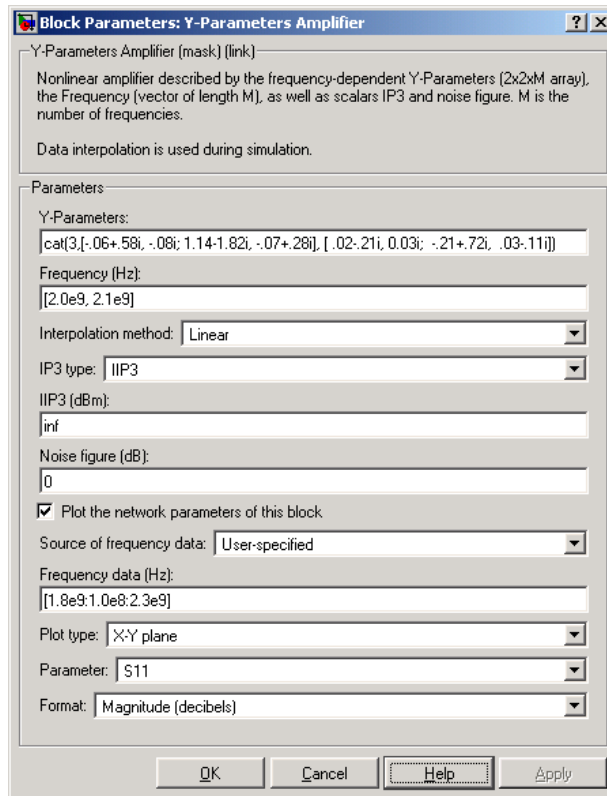 Block Parameters: Y-Parameters Amplifier
Y-Parameters Amplifier (mask) (link)
Nonlinear amplifier described by the frequency-dependent Y-Parameters (2x2xM array),
the Frequency (vector of length M), as well as scalars IP3 and noise figure. M is the
number of frequencies.
Data interpolation is used during simulation.
Parameters
Y-Parameters:
cat(3,[-.06+.58i, -.08i; 1.14-1.82i, -.07+.28i], [ .02-.21i, 0.03i;  -.21+.72i,  .03-.11i])
Frequency (Hz):
[2.0e9, 2.1e9]
Interpolation method: Linear
IP3 type: IIP3
IIP3 (dBm):
inf
Noise figure (dB):
0
Plot the network parameters of this block
Source of frequency data: User-specified
Frequency data (Hz):
[1.8e9:1.0e8:2.3e9]
Plot type: X-Y plane
Parameter: S11
Format: Magnitude (decibels)
OK Cancel Help Apply